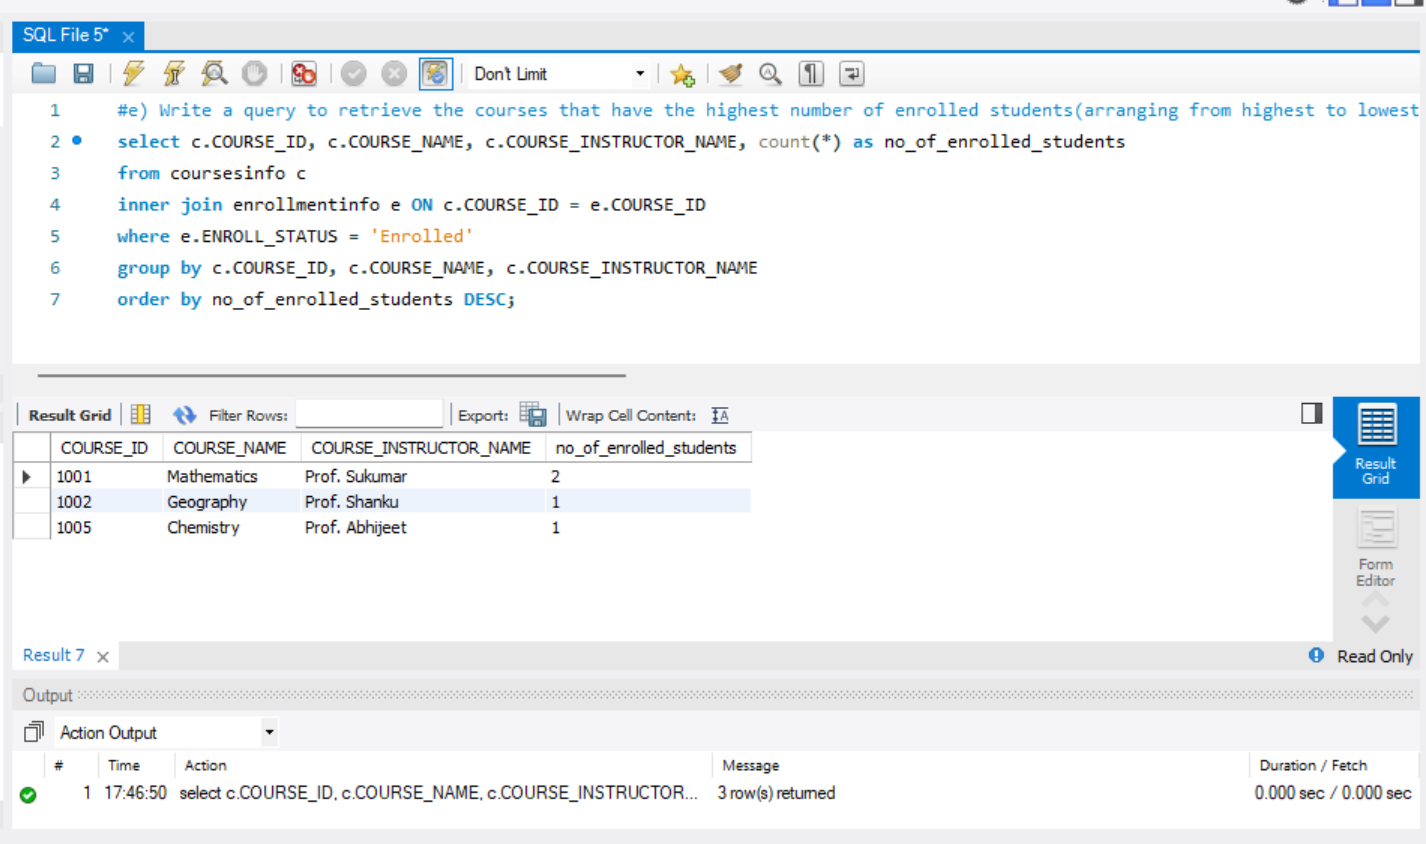 SQL File 5*
Don't Limit
1 #e) Write a query to retrieve the courses that have the highest number of enrolled students(arranging from highest to lowest
2 select c.COURSE_ID, c.COURSE_NAME, c.COURSE_INSTRUCTOR_NAME, count(*) as no_of_enrolled_students
3 from coursesinfo c
4 inner join enrollmentinfo e ON c.COURSE_ID = e.COURSE_ID
5 where e.ENROLL_STATUS = 'Enrolled'
6 group by c.COURSE_ID, c.COURSE_NAME, c.COURSE_INSTRUCTOR_NAME
7 order by no_of_enrolled_students DESC;
Result Grid Filter Rows: Export: Wrap Cell Content:
COURSE_ID COURSE_NAME COURSE_INSTRUCTOR_NAME no_of_enrolled_students
1001 Mathematics Prof. Sukumar 2
1002 Geography Prof. Shanku 1
1005 Chemistry Prof. Abhijeet 1
Result
Grid
Form
Editor
Result 7
Read Only
Output
Action Output
# Time Action Message Duration / Fetch
1 17:46:50 select c.COURSE_ID, c.COURSE_NAME, c.COURSE_INSTRUCTOR... 3 row(s) returned 0.000 sec / 0.000 sec